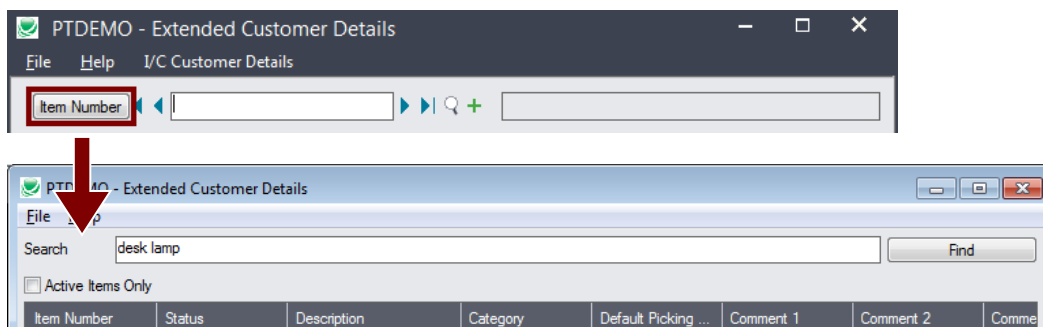 PTDEMO - Extended Customer Details
File Help I/C Customer Details
Item Number
PTDEMO - Extended Customer Details
File
Search desk lamp Find
Active Items Only
Item Number Status Description Category Default Picking ... Comment 1 Comment 2 Comme